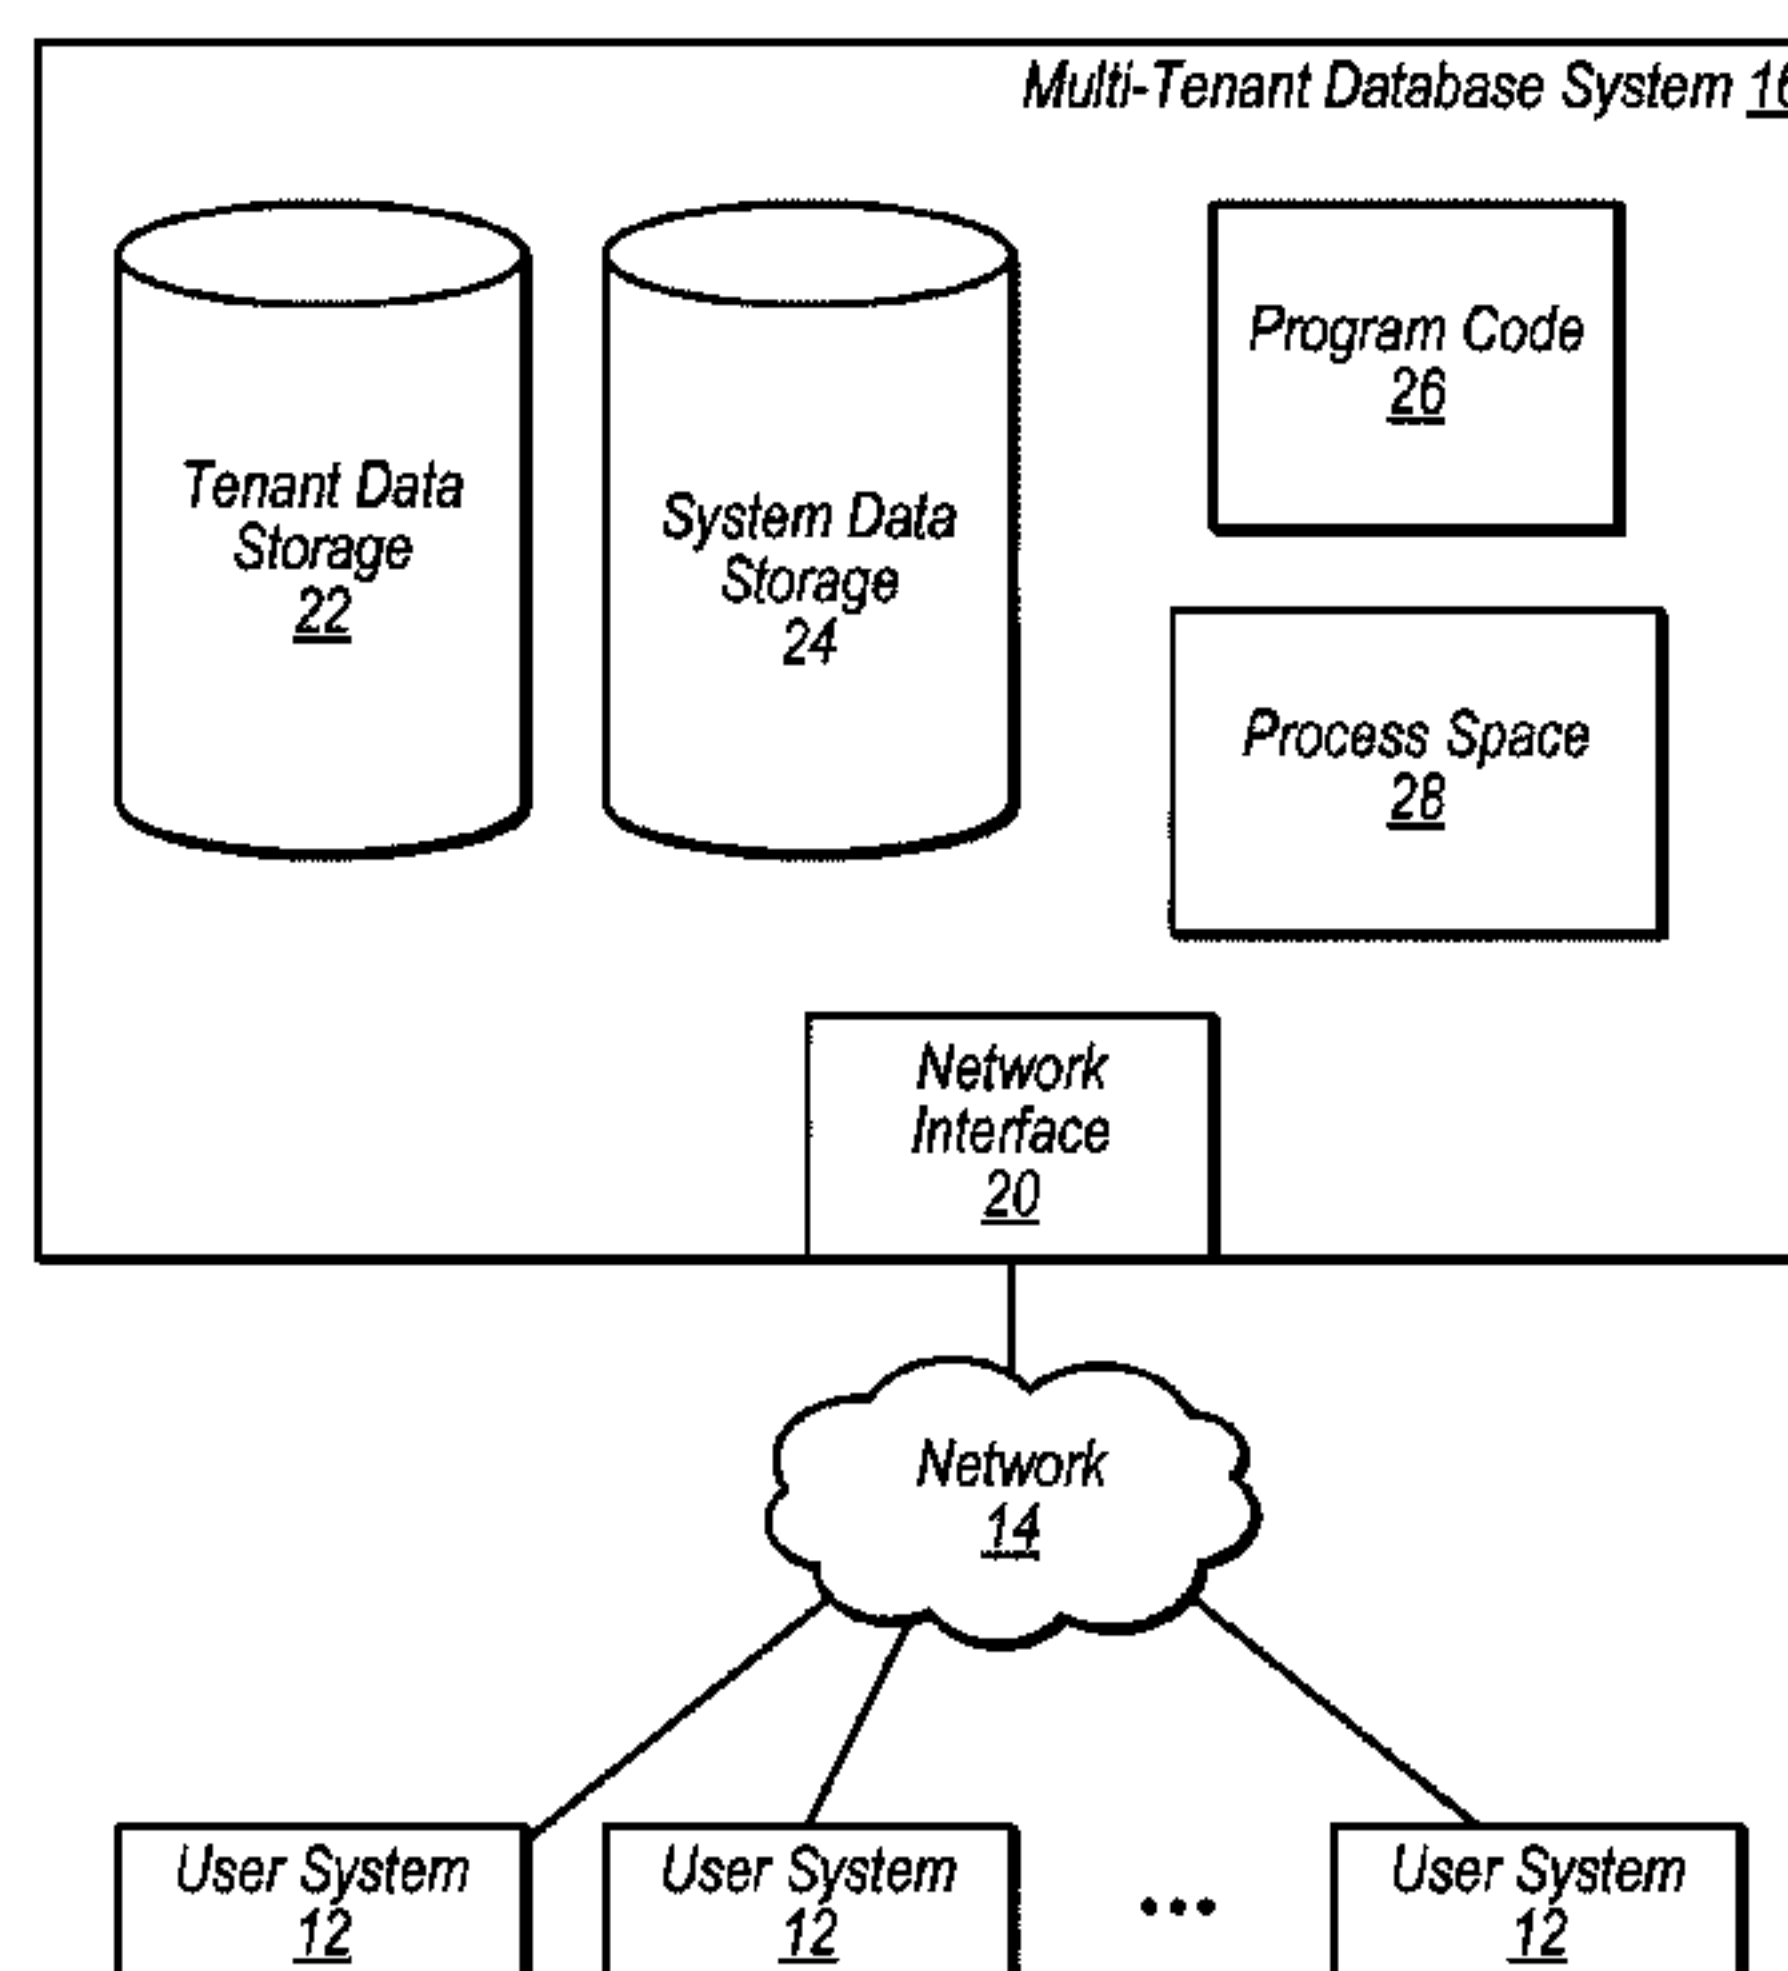 Multi-Tenant Database System 16
Program Code
26
Tenant Data
Storage
22
System Data
Storage
24
Process Space
28
Network
Interface
20
Network
14
User System
12
User System
12
...
User System
12